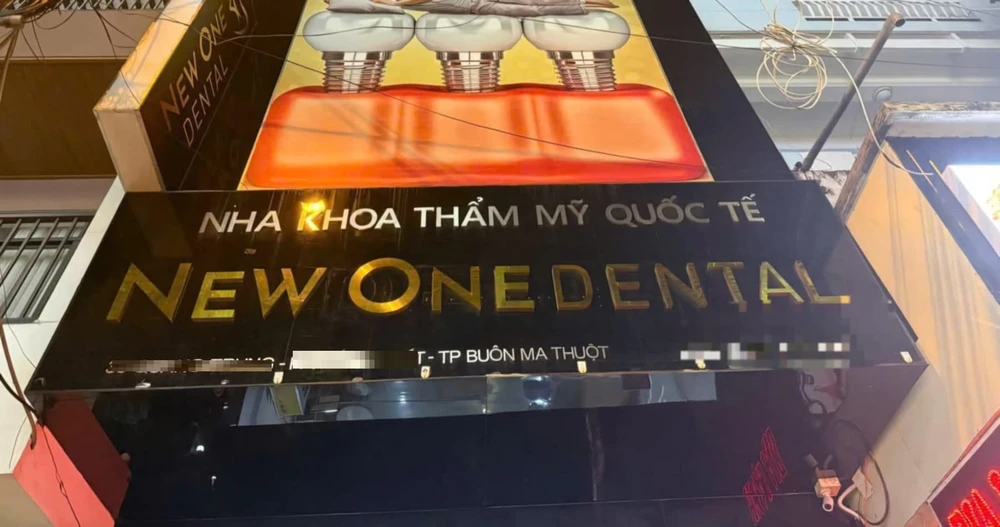 NEW ONE
DENTAL
NHA KHOA THẨM MỸ QUỐC TẾ
NEW ONE DENTAL
- TP BUÔN MA THUỘT